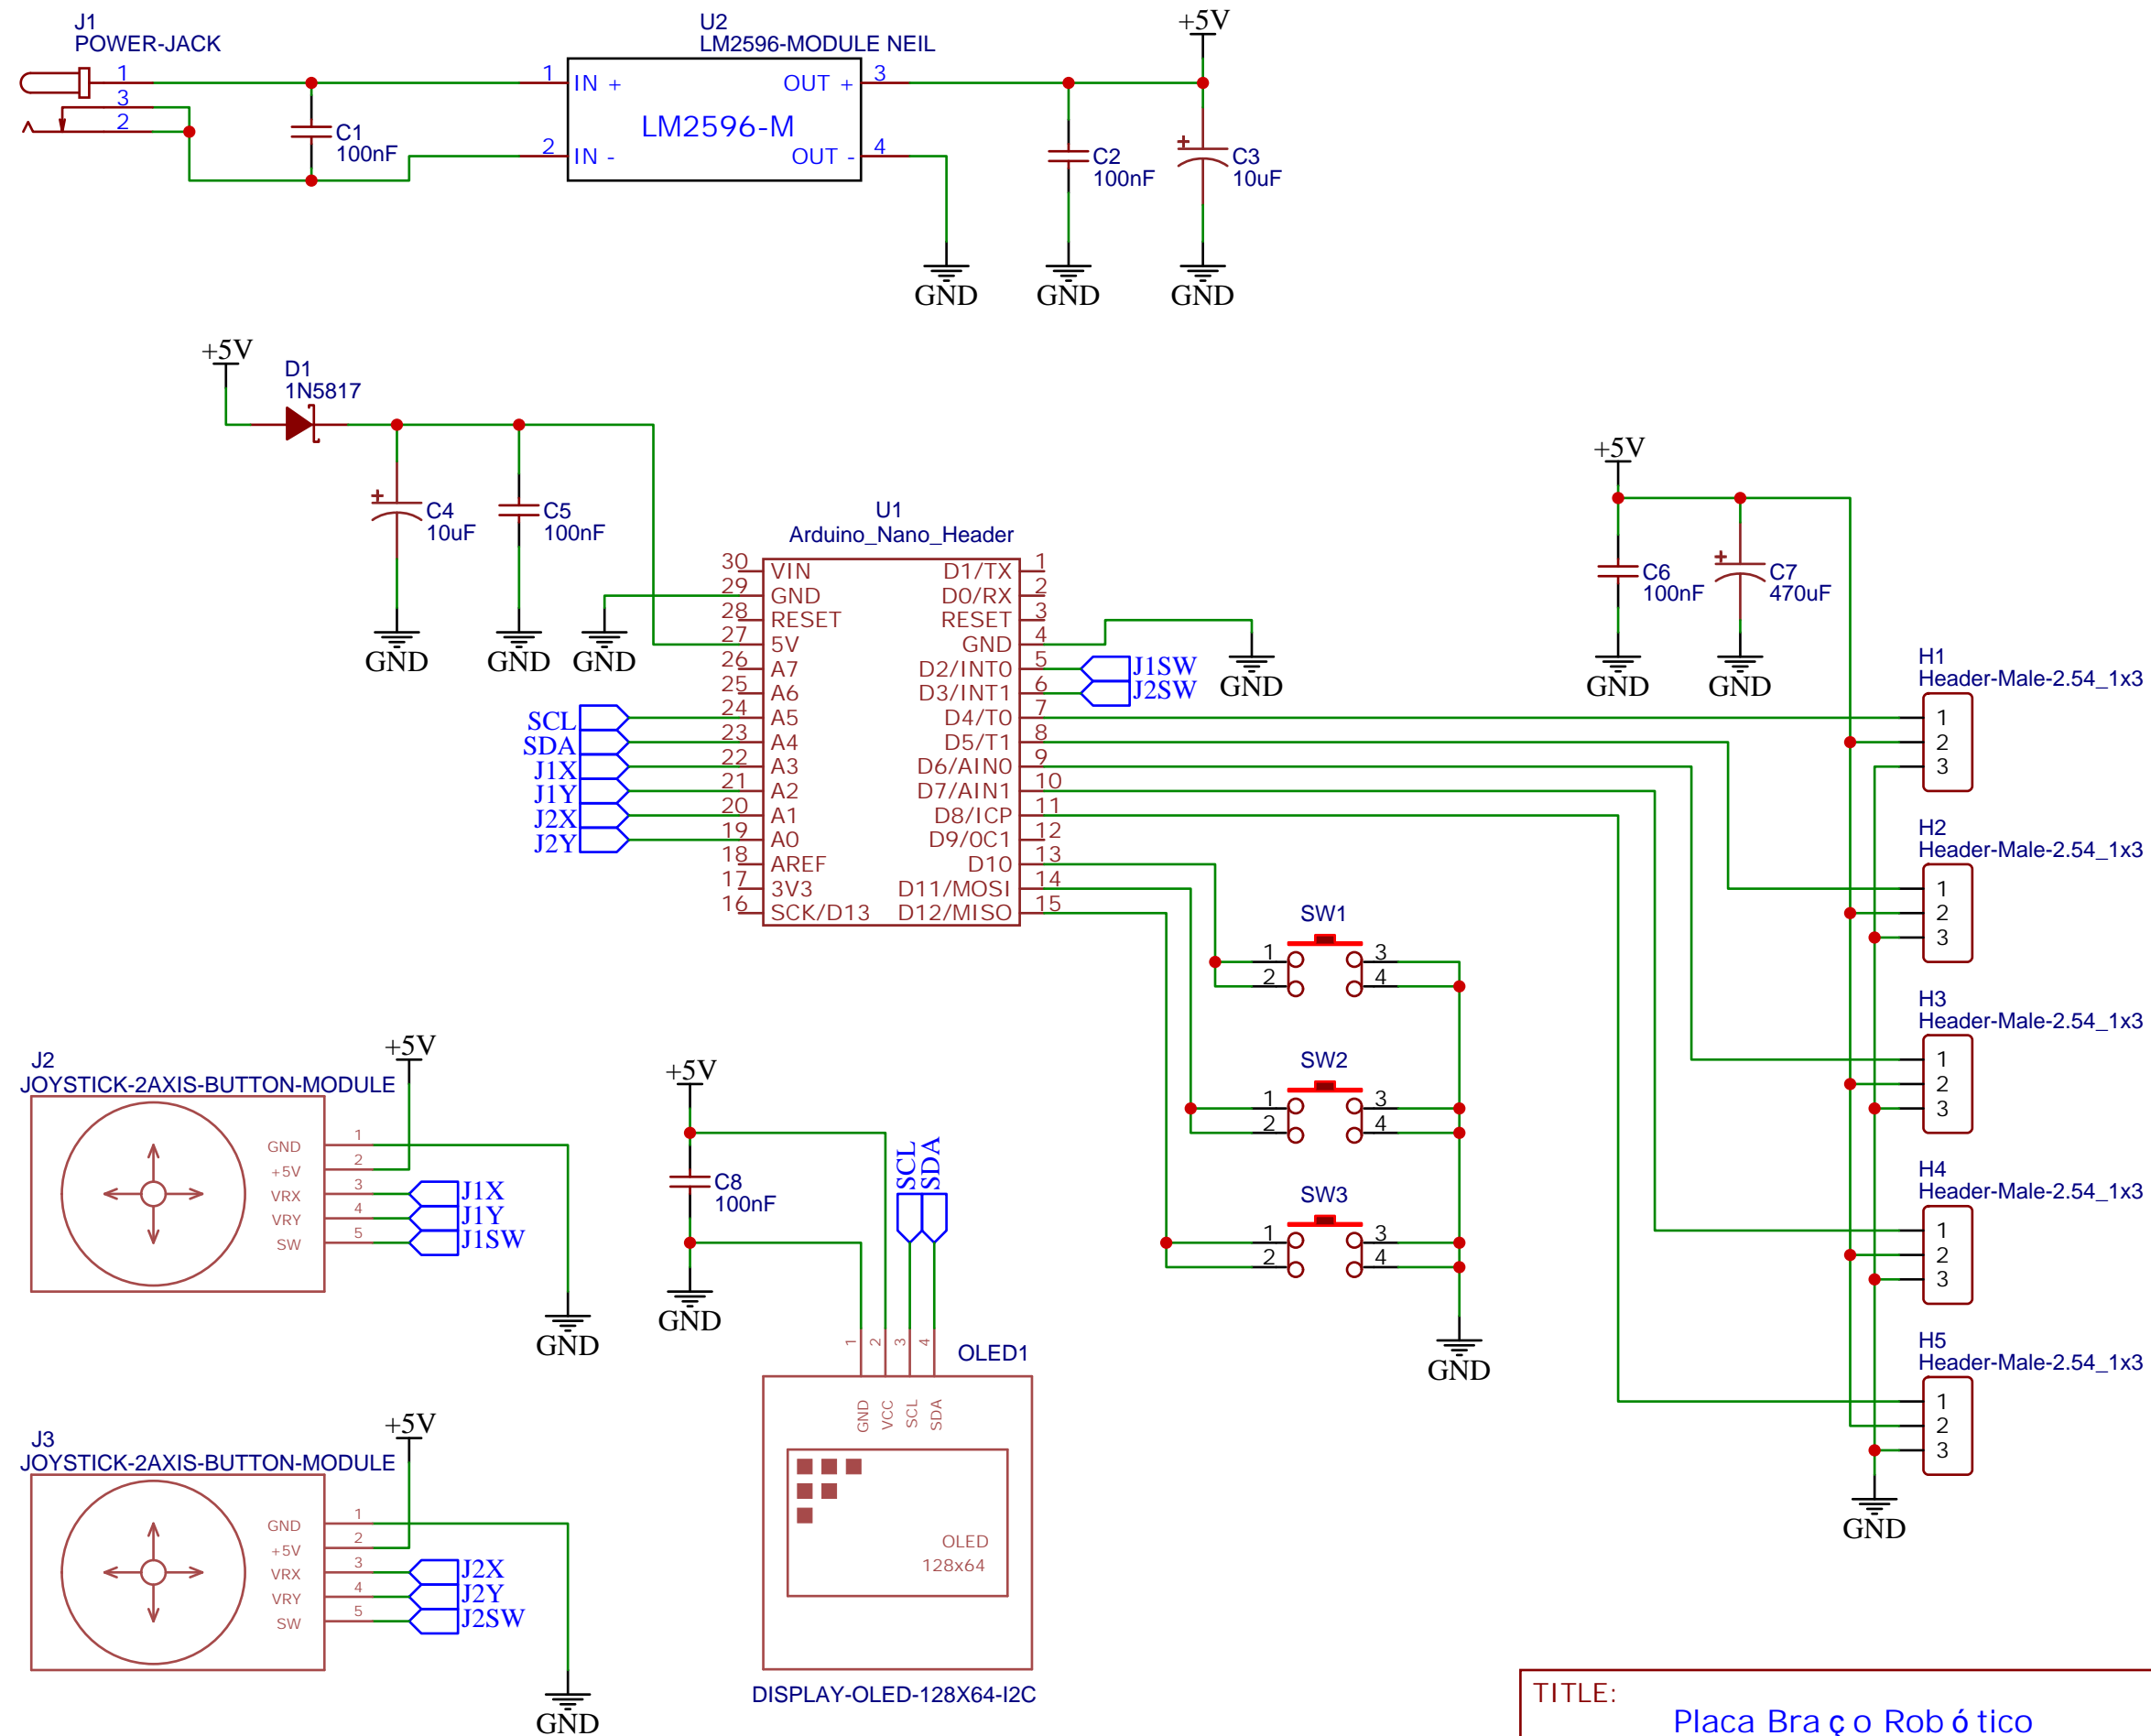 J1
POWER-JACK
1
3
2
C1
100nF
U2
LM2596-MODULE NEIL
1 IN +
OUT + 3
LM2596-M
2 IN -
OUT - 4
+5V
C2
100nF
C3
10uF
GND
GND
GND
+5V
D1
1N5817
C4
10uF
C5
100nF
GND
GND
GND
U1
Arduino_Nano_Header
30 VIN
29 GND
28 RESET
27 5V
26 A7
25 A6
24 A5
23 A4
22 A3
21 A2
20 A1
19 A0
18 AREF
17 3V3
16 SCK/D13
D1/TX 1
D0/RX 2
RESET 3
GND 4
D2/INT0 5
D3/INT1 6
D4/T0 7
D5/T1 8
D6/AIN0 9
D7/AIN1 10
D8/ICP 11
D9/0C1 12
D10 13
D11/MOSI 14
D12/MISO 15
SCL
SDA
J1X
J1Y
J2X
J2Y
J1SW
J2SW
GND
+5V
C6
100nF
C7
470uF
GND
GND
H1
Header-Male-2.54_1x3
1
2
3
H2
Header-Male-2.54_1x3
1
2
3
H3
Header-Male-2.54_1x3
1
2
3
H4
Header-Male-2.54_1x3
1
2
3
H5
Header-Male-2.54_1x3
1
2
3
GND
SW1
1 3
2 4
SW2
1 3
2 4
SW3
1 3
2 4
GND
J2
JOYSTICK-2AXIS-BUTTON-MODULE
+5V
GND 1
+5V 2
VRX 3
VRY 4
SW 5
J1X
J1Y
J1SW
GND
J3
JOYSTICK-2AXIS-BUTTON-MODULE
+5V
GND 1
+5V 2
VRX 3
VRY 4
SW 5
J2X
J2Y
J2SW
GND
+5V
C8
100nF
GND
SCL
SDA
1 2 3 4
OLED1
GND
VCC
SCL
SDA
OLED
128x64
DISPLAY-OLED-128X64-I2C
TITLE:
Placa Braço Robótico